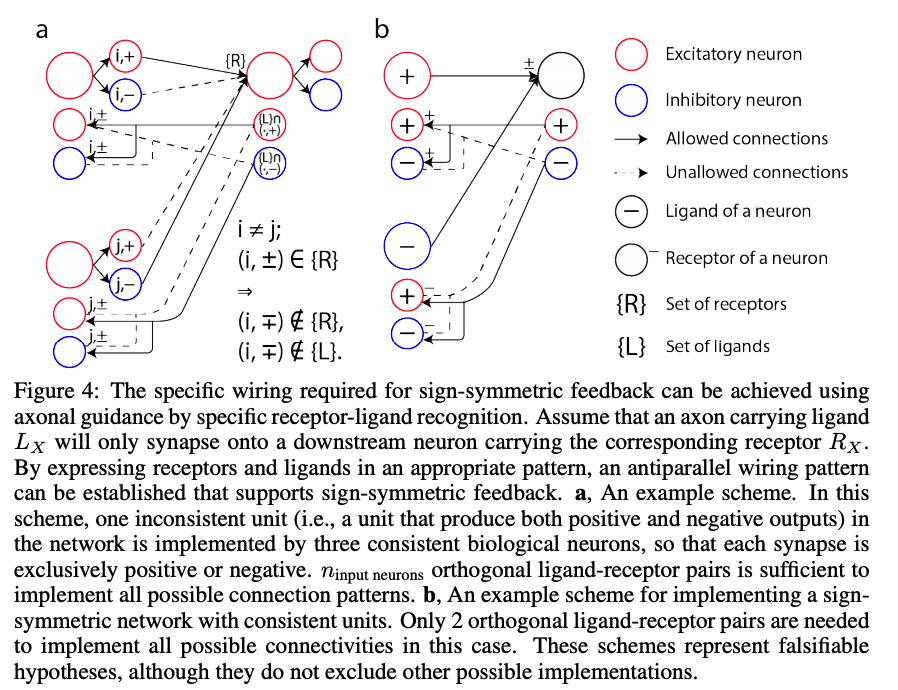 a
b
i,+
{R}
i,−
i,±
{L}∩
(·,+)
i,±
{L}∩
(·,−)
j,+
j,−
j,±
j,±
i ≠ j;
(i, ±) ∈ {R}
⇒
(i, ∓) ∉ {R},
(i, ∓) ∉ {L}.
+
±
+
+
+
−
+
−
−
+
−
−
−
Excitatory neuron
Inhibitory neuron
Allowed connections
Unallowed connections
− Ligand of a neuron
− Receptor of a neuron
{R} Set of receptors
{L} Set of ligands
Figure 4: The specific wiring required for sign-symmetric feedback can be achieved using
axonal guidance by specific receptor-ligand recognition. Assume that an axon carrying ligand
L_X will only synapse onto a downstream neuron carrying the corresponding receptor R_X.
By expressing receptors and ligands in an appropriate pattern, an antiparallel wiring pattern
can be established that supports sign-symmetric feedback. a, An example scheme. In this
scheme, one inconsistent unit (i.e., a unit that produce both positive and negative outputs) in
the network is implemented by three consistent biological neurons, so that each synapse is
exclusively positive or negative. n_input neurons orthogonal ligand-receptor pairs is sufficient to
implement all possible connection patterns. b, An example scheme for implementing a sign-
symmetric network with consistent units. Only 2 orthogonal ligand-receptor pairs are needed
to implement all possible connectivities in this case. These schemes represent falsifiable
hypotheses, although they do not exclude other possible implementations.